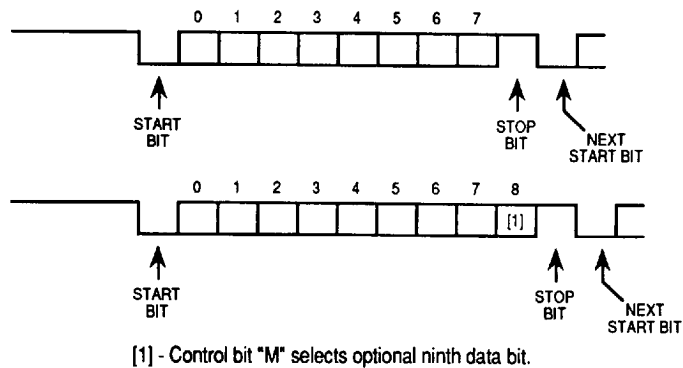 0 1 2 3 4 5 6 7
START
BIT
STOP
BIT
NEXT
START BIT
0 1 2 3 4 5 6 7 8
[1]
START
BIT
STOP
BIT
NEXT
START BIT
[1] - Control bit "M" selects optional ninth data bit.